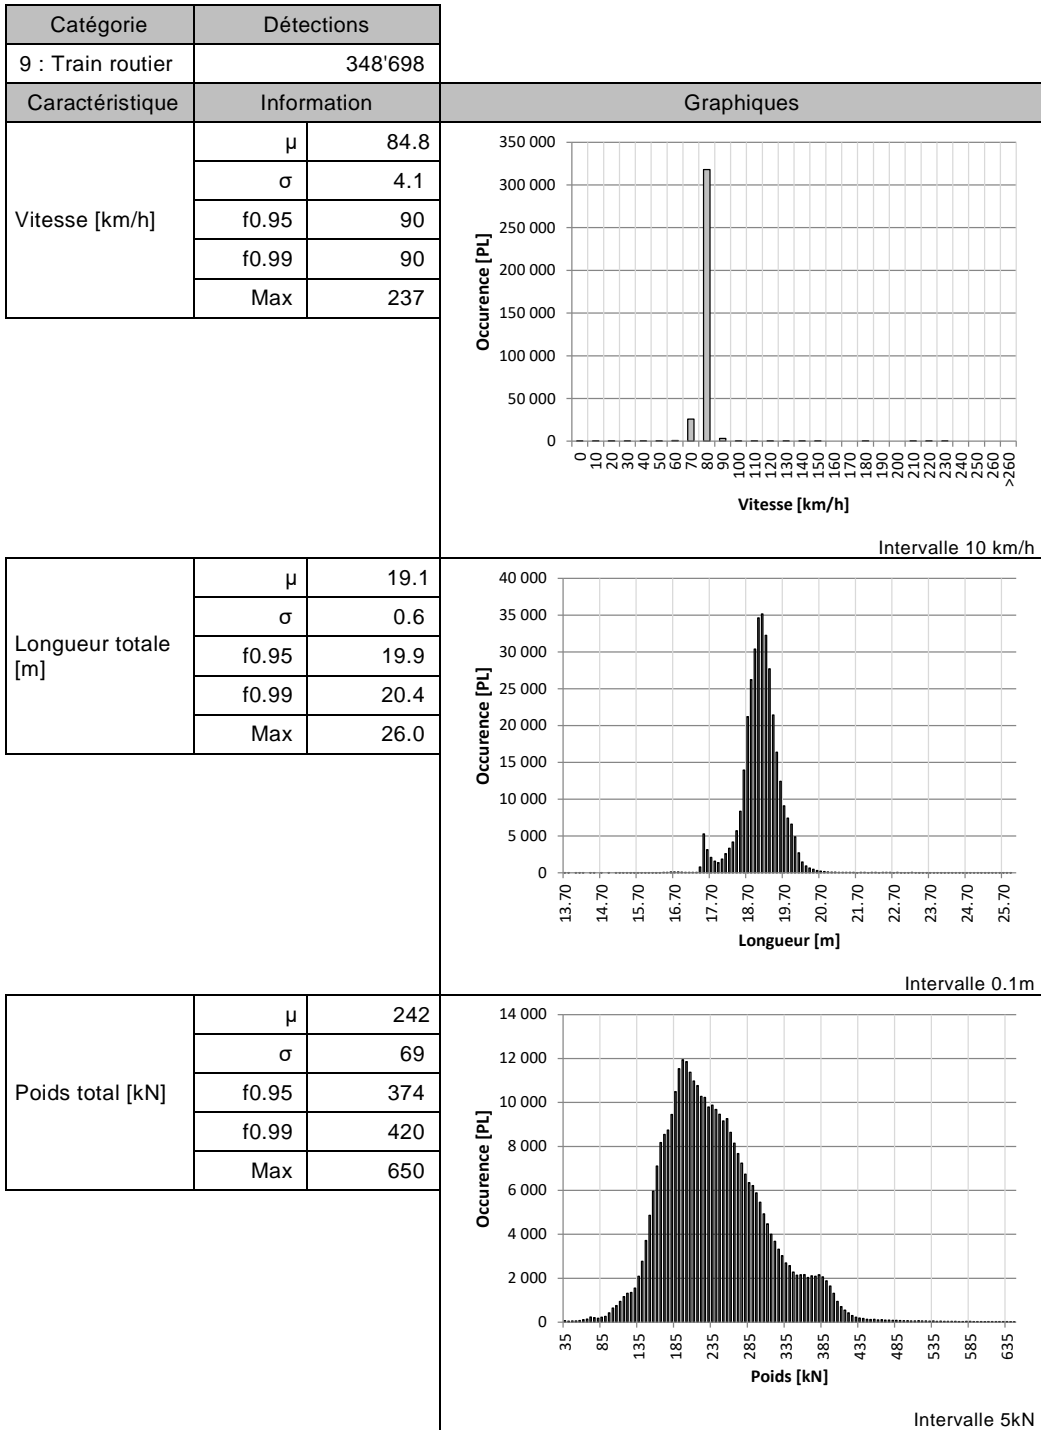 Catégorie Détections
9 : Train routier 348'698
Caractéristique Information Graphiques
Vitesse [km/h]
µ 84.8
σ 4.1
f0.95 90
f0.99 90
Max 237
350 000
300 000
250 000
200 000
150 000
100 000
50 000
0
Occurence [PL]
0 10 20 30 40 50 60 70 80 90 100 110 120 130 140 150 160 170 180 190 200 210 220 230 240 250 260 >260
Vitesse [km/h]
Intervalle 10 km/h
Longueur totale
[m]
µ 19.1
σ 0.6
f0.95 19.9
f0.99 20.4
Max 26.0
40 000
35 000
30 000
25 000
20 000
15 000
10 000
5 000
0
Occurence [PL]
13.70 14.70 15.70 16.70 17.70 18.70 19.70 20.70 21.70 22.70 23.70 24.70 25.70
Longueur [m]
Intervalle 0.1m
Poids total [kN]
µ 242
σ 69
f0.95 374
f0.99 420
Max 650
14 000
12 000
10 000
8 000
6 000
4 000
2 000
0
Occurence [PL]
35 85 135 185 235 285 335 385 435 485 535 585 635
Poids [kN]
Intervalle 5kN